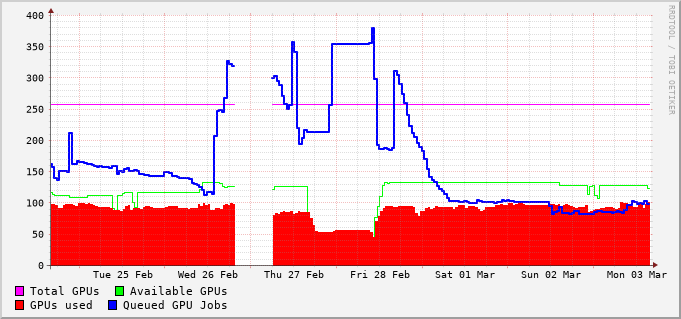 400
350
300
250
200
150
100
50
0
Tue 25 Feb Wed 26 Feb Thu 27 Feb Fri 28 Feb Sat 01 Mar Sun 02 Mar Mon 03 Mar
Total GPUs Available GPUs
GPUs used Queued GPU Jobs
RRDTOOL / TOBI OETIKER